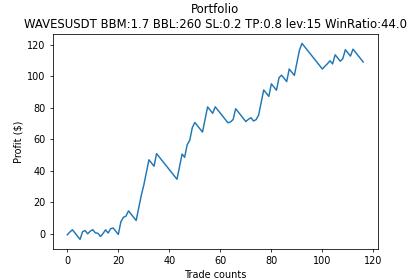 Portfolio
WAVESUSDT BBM:1.7 BBL:260 SL:0.2 TP:0.8 lev:15 WinRatio:44.0
120
100
80
60
40
20
0
Profit ($)
0 20 40 60 80 100 120
Trade counts